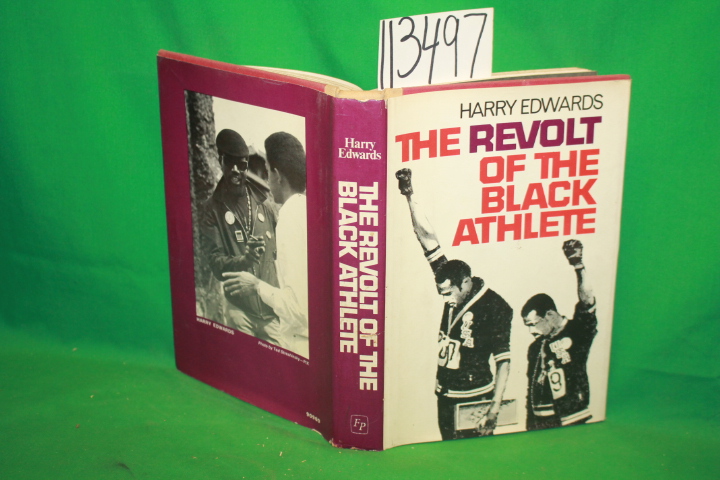 113497
HARRY EDWARDS
THE REVOLT
OF THE
BLACK
ATHLETE
Harry
Edwards
THE REVOLT OF THE
BLACK ATHLETE
FP
HARRY EDWARDS